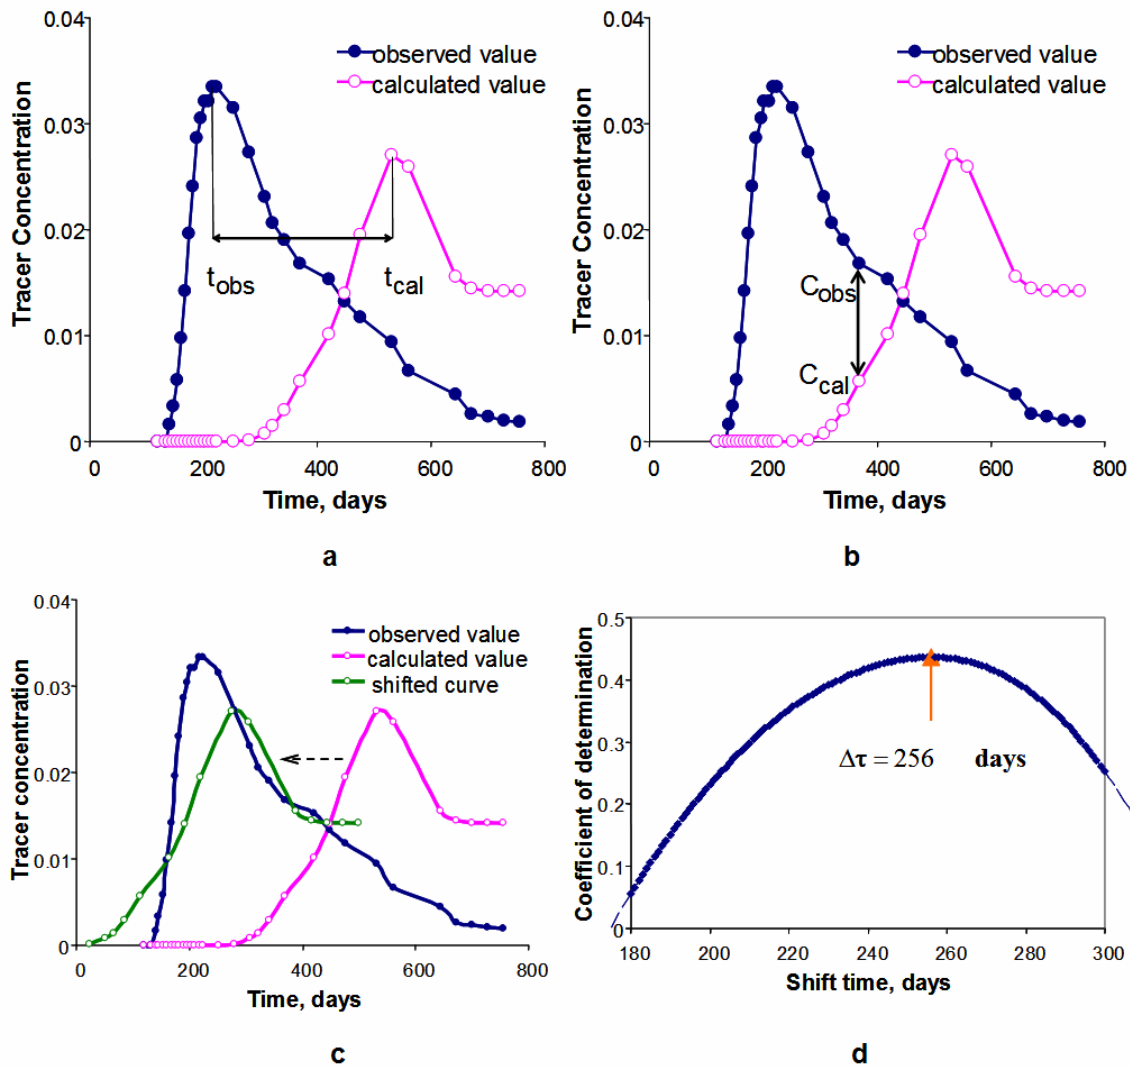 0.04
observed value
calculated value
0.03
0.02
0.01
0
Tracer Concentration
t_obs
t_cal
0 200 400 600 800
Time, days
a
0.04
observed value
calculated value
0.03
0.02
0.01
0
Tracer Concentration
C_obs
C_cal
0 200 400 600 800
Time, days
b
0.04
observed value
calculated value
shifted curve
0.03
0.02
0.01
0
Tracer concentration
0 200 400 600 800
Time, days
c
0.5
0.4
0.3
0.2
0.1
0
Coefficient of determination
Δτ = 256 days
180 200 220 240 260 280 300
Shift time, days
d